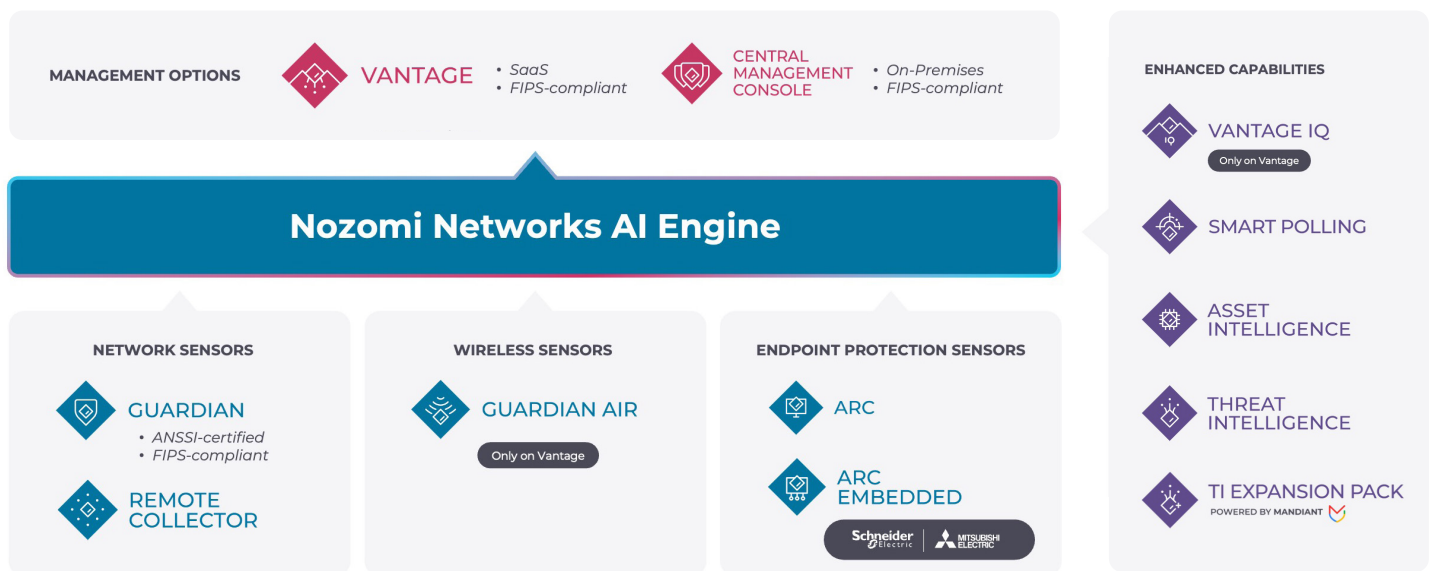 MANAGEMENT OPTIONS
VANTAGE
• SaaS
• FIPS-compliant
CENTRAL
MANAGEMENT
CONSOLE
• On-Premises
• FIPS-compliant
Nozomi Networks AI Engine
NETWORK SENSORS
GUARDIAN
• ANSSI-certified
• FIPS-compliant
REMOTE
COLLECTOR
WIRELESS SENSORS
GUARDIAN AIR
Only on Vantage
ENDPOINT PROTECTION SENSORS
ARC
ARC
EMBEDDED
Schneider
Electric
MITSUBISHI
ELECTRIC
ENHANCED CAPABILITIES
IQ
VANTAGE IQ
Only on Vantage
SMART POLLING
ASSET
INTELLIGENCE
THREAT
INTELLIGENCE
TI EXPANSION PACK
POWERED BY MANDIANT